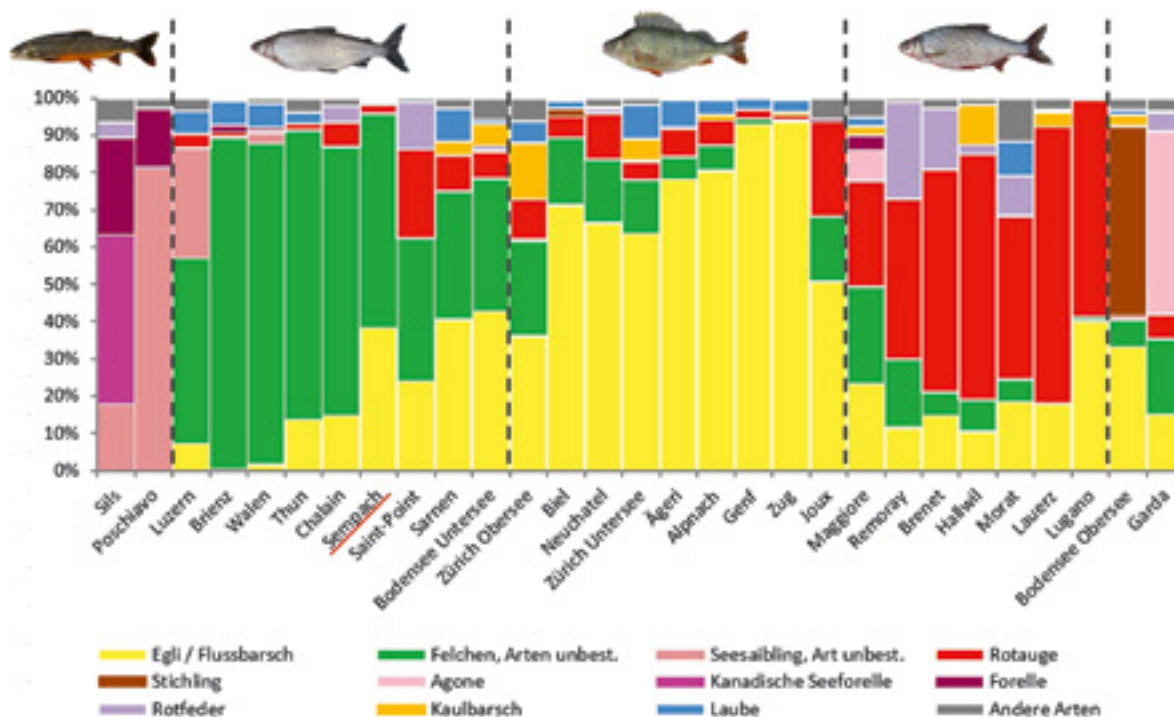 100%
90%
80%
70%
60%
50%
40%
30%
20%
10%
0%
Sils
Poschiavo
Luzern
Brienz
Walen
Thun
Chalain
Sempach
Saint-Point
Sarnen
Bodensee Untersee
Zürich Obersee
Biel
Neuchatel
Zürich Untersee
Ägeri
Alpnach
Genf
Zug
Joux
Maggiore
Remoray
Brenet
Hallwil
Morat
Lauerz
Lugano
Bodensee Obersee
Garda
Egli / Flussbarsch Felchen, Arten unbest. Seesaibling, Art unbest. Rotauge
Stichling Agone Kanadische Seeforelle Forelle
Rotfeder Kaulbarsch Laube Andere Arten